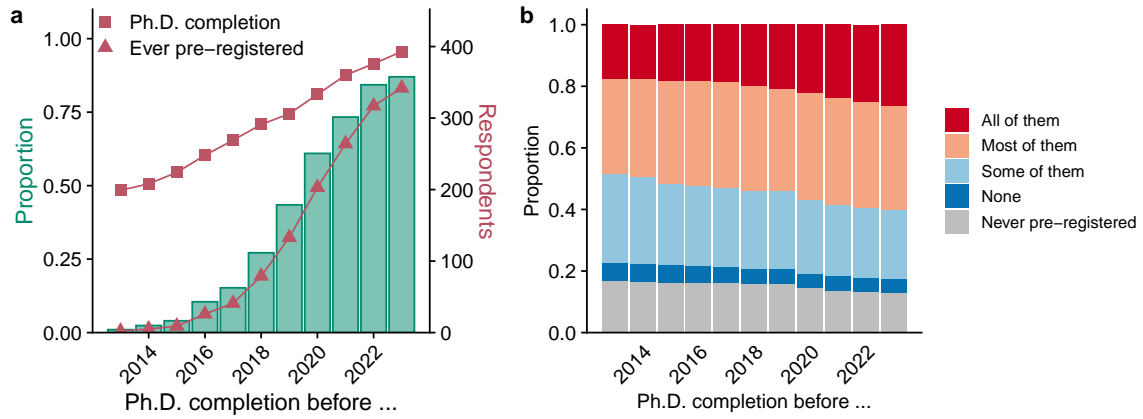 a
Ph.D. completion
Ever pre−registered
1.00
0.75
0.50
0.25
0.00
Proportion
400
300
200
100
0
Respondents
2014
2016
2018
2020
2022
Ph.D. completion before ...
b
1.0
0.8
0.6
0.4
0.2
0.0
Proportion
2014
2016
2018
2020
2022
Ph.D. completion before ...
All of them
Most of them
Some of them
None
Never pre−registered